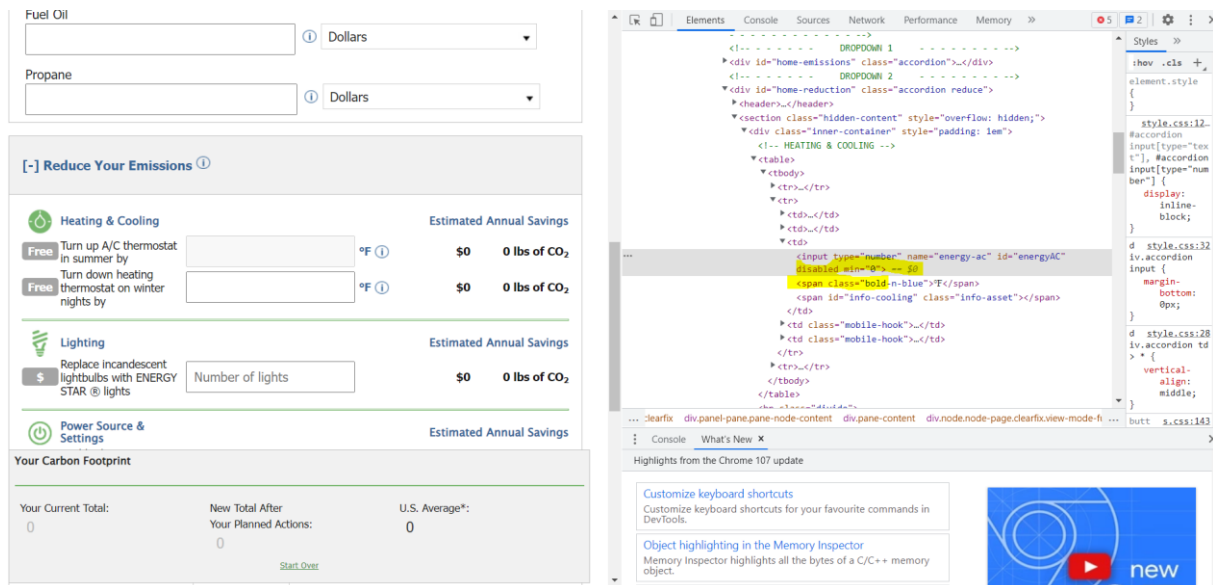 Fuel Oil
Dollars
Propane
Dollars
[-] Reduce Your Emissions
Heating & Cooling Estimated Annual Savings
Free Turn up A/C thermostat in summer by °F $0 0 lbs of CO2
Free Turn down heating thermostat on winter nights by °F $0 0 lbs of CO2
Lighting Estimated Annual Savings
$ Replace incandescent lightbulbs with ENERGY STAR ® lights Number of lights $0 0 lbs of CO2
Power Source & Settings Estimated Annual Savings
Your Carbon Footprint
Your Current Total: New Total After Your Planned Actions: U.S. Average*:
0 0 0
Start Over
Elements Console Sources Network Performance Memory » 5 2
- - - - - - - - - - - - - -->
<!-- - - - - - - DROPDOWN 1 - - - - - - - - -->
<div id="home-emissions" class="accordion">…</div>
<!-- - - - - - - DROPDOWN 2 - - - - - - - - -->
<div id="home-reduction" class="accordion reduce">
<header>…</header>
<section class="hidden-content" style="overflow: hidden;">
<div class="inner-container" style="padding: 1em">
<!-- HEATING & COOLING -->
<table>
<tbody>
<tr>…</tr>
<tr>
<td>…</td>
<td>…</td>
<td>
<input type="number" name="energy-ac" id="energyAC"
disabled min="0"> == $0
<span class="bold-n-blue">℉</span>
<span id="info-cooling" class="info-asset"></span>
</td>
<td class="mobile-hook">…</td>
<td class="mobile-hook">…</td>
</tr>
<tr>…</tr>
</tbody>
</table>
<hr class="divide">
… clearfix div.panel-pane.pane-node-content div.pane-content div.node.node-page.clearfix.view-mode-f …
Styles »
:hov .cls +
element.style
{
}
style.css:12…
#accordion
input[type="tex
t"], #accordion
input[type="num
ber"] {
display:
inline-
block;
}
d style.css:32
iv.accordion
input {
margin-
bottom:
0px;
}
d style.css:28
iv.accordion td
> * {
vertical-
align:
middle;
}
butt s.css:143
Console What's New ×
Highlights from the Chrome 107 update
Customize keyboard shortcuts
Customize keyboard shortcuts for your favourite commands in
DevTools.
Object highlighting in the Memory Inspector
Memory Inspector highlights all the bytes of a C/C++ memory
object.
new